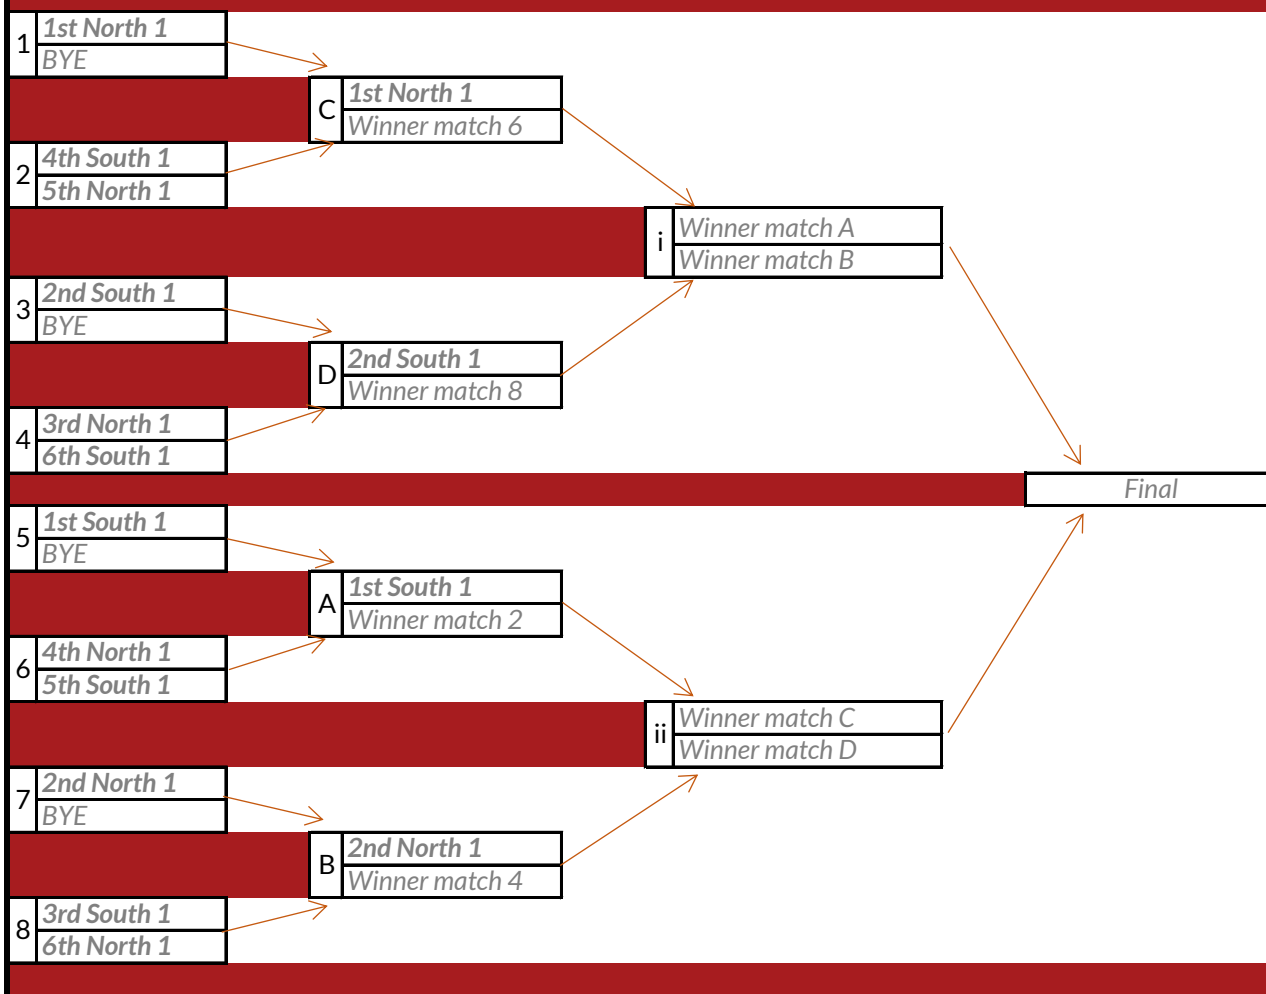 1
1st North 1
BYE
C
1st North 1
Winner match 6
2
4th South 1
5th North 1
i
Winner match A
Winner match B
3
2nd South 1
BYE
D
2nd South 1
Winner match 8
4
3rd North 1
6th South 1
Final
5
1st South 1
BYE
A
1st South 1
Winner match 2
6
4th North 1
5th South 1
ii
Winner match C
Winner match D
7
2nd North 1
BYE
B
2nd North 1
Winner match 4
8
3rd South 1
6th North 1